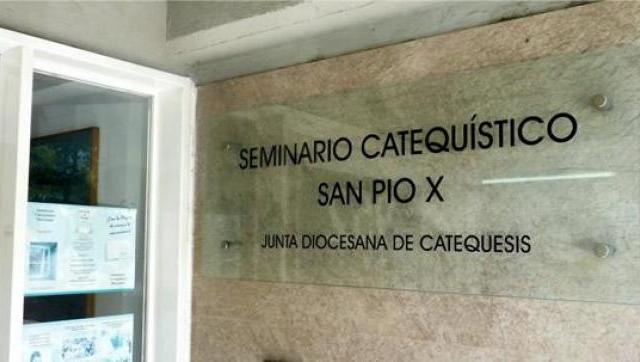 SEMINARIO CATEQUÍSTICO
SAN PIO X
JUNTA DIOCESANA DE CATEQUESIS